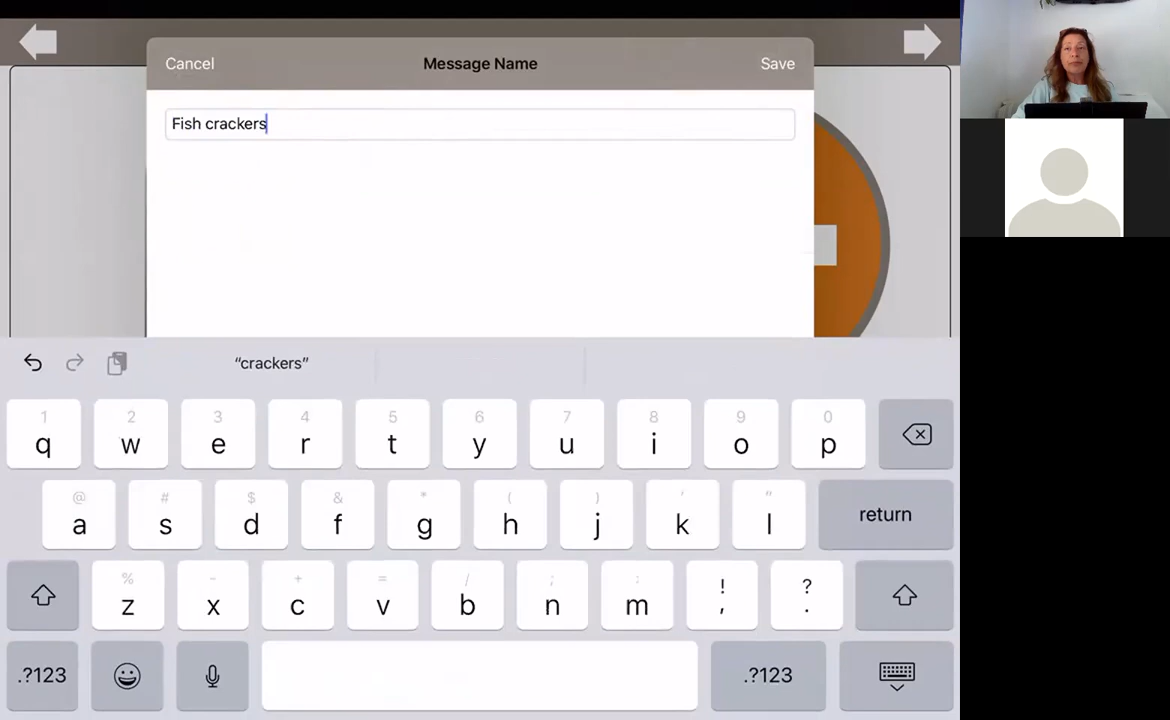 Cancel Message Name Save
Fish crackers
“crackers”
1 2 3 4 5 6 7 8 9 0
q w e r t y u i o p
@ # $ & * ( ) ' "
a s d f g h j k l return
% - + = / ; : ! ?
z x c v b n m , .
.?123 .?123